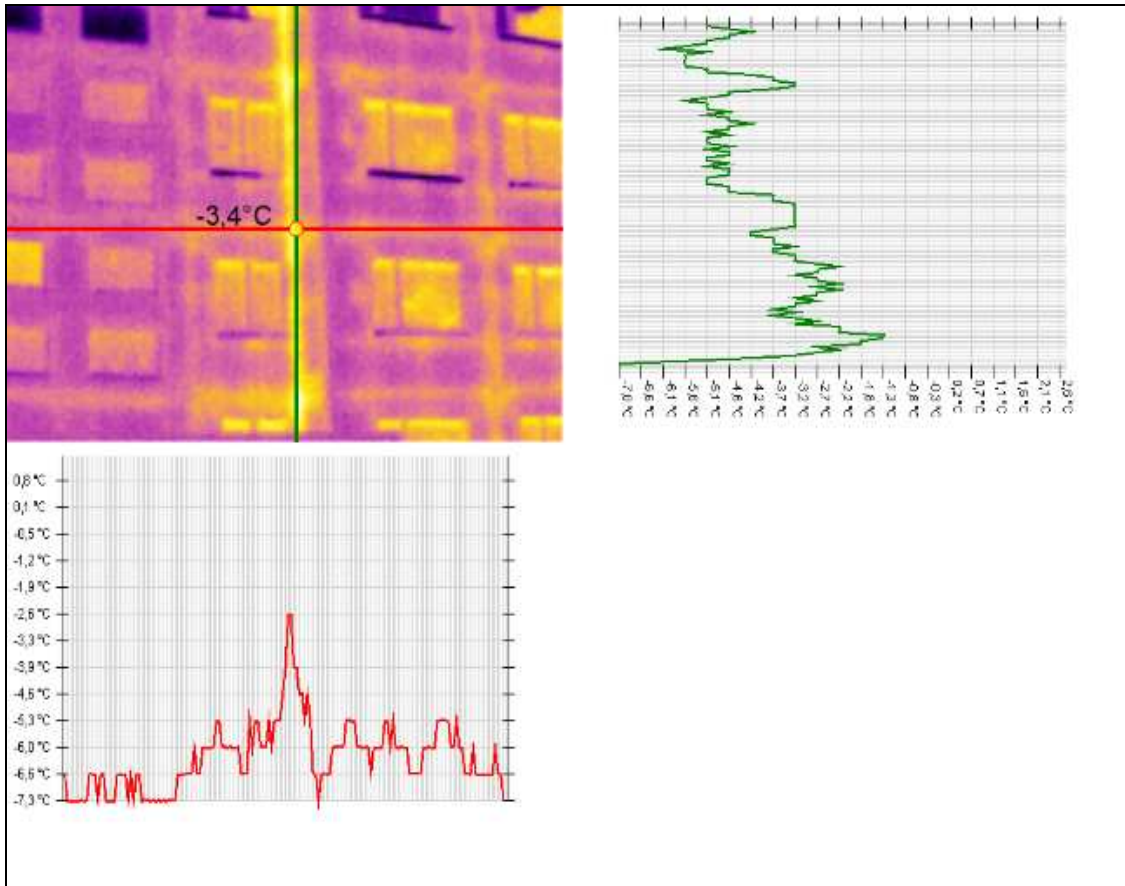 -3,4°C
-6,6 °C
-6,1 °C
-5,6 °C
-5,1 °C
-4,6 °C
-4,2 °C
-3,7 °C
-3,2 °C
-2,7 °C
-2,2 °C
-1,8 °C
-1,3 °C
-0,8 °C
-0,3 °C
0,2 °C
0,7 °C
1,1 °C
1,6 °C
2,1 °C
2,6 °C
0,8 °C
0,1 °C
-0,5 °C
-1,2 °C
-1,9 °C
-2,6 °C
-3,3 °C
-3,9 °C
-4,6 °C
-5,3 °C
-6,0 °C
-6,6 °C
-7,3 °C